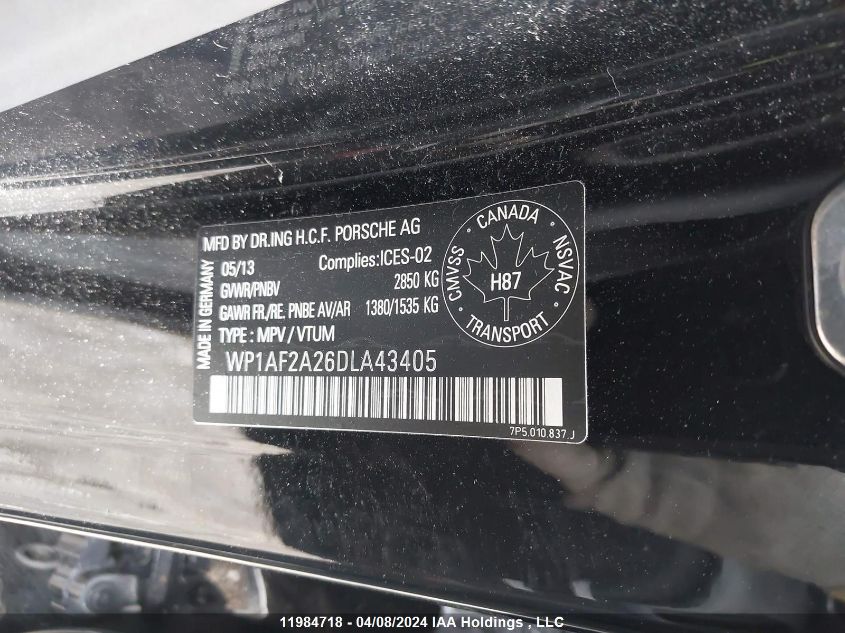 MFD BY DR.ING H.C.F. PORSCHE AG
05/13 Complies:ICES-02
GVWR/PNBV 2850 KG
GAWR FR./RE. PNBE AV/AR 1380/1535 KG
TYPE : MPV / VTUM
WP1AF2A26DLA43405
MADE IN GERMANY
CANADA
CMVSS
NSVAC
H87
TRANSPORT
7P5.010.837.J
11984718 - 04/08/2024 IAA Holdings , LLC